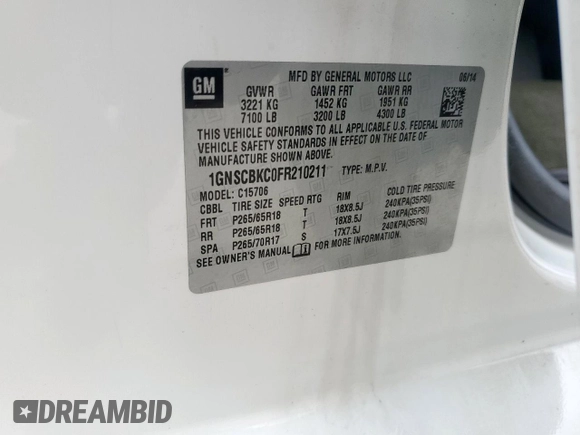 GM
MFD BY GENERAL MOTORS LLC 06/14
GVWR GAWR FRT GAWR RR
3221 KG 1452 KG 1951 KG
7100 LB 3200 LB 4300 LB
THIS VEHICLE CONFORMS TO ALL APPLICABLE U.S. FEDERAL MOTOR
VEHICLE SAFETY STANDARDS IN EFFECT ON THE DATE OF
MANUFACTURE SHOWN ABOVE.
1GNSCBKC0FR210211 TYPE: M.P.V.
MODEL: C15706
CBBL TIRE SIZE SPEED RTG RIM COLD TIRE PRESSURE
FRT P265/65R18 T 18X8.5J 240KPA(35PSI)
RR P265/65R18 T 18X8.5J 240KPA(35PSI)
SPA P265/70R17 S 17X7.5J 240KPA(35PSI)
SEE OWNER'S MANUAL FOR MORE INFORMATION.
DREAMBID